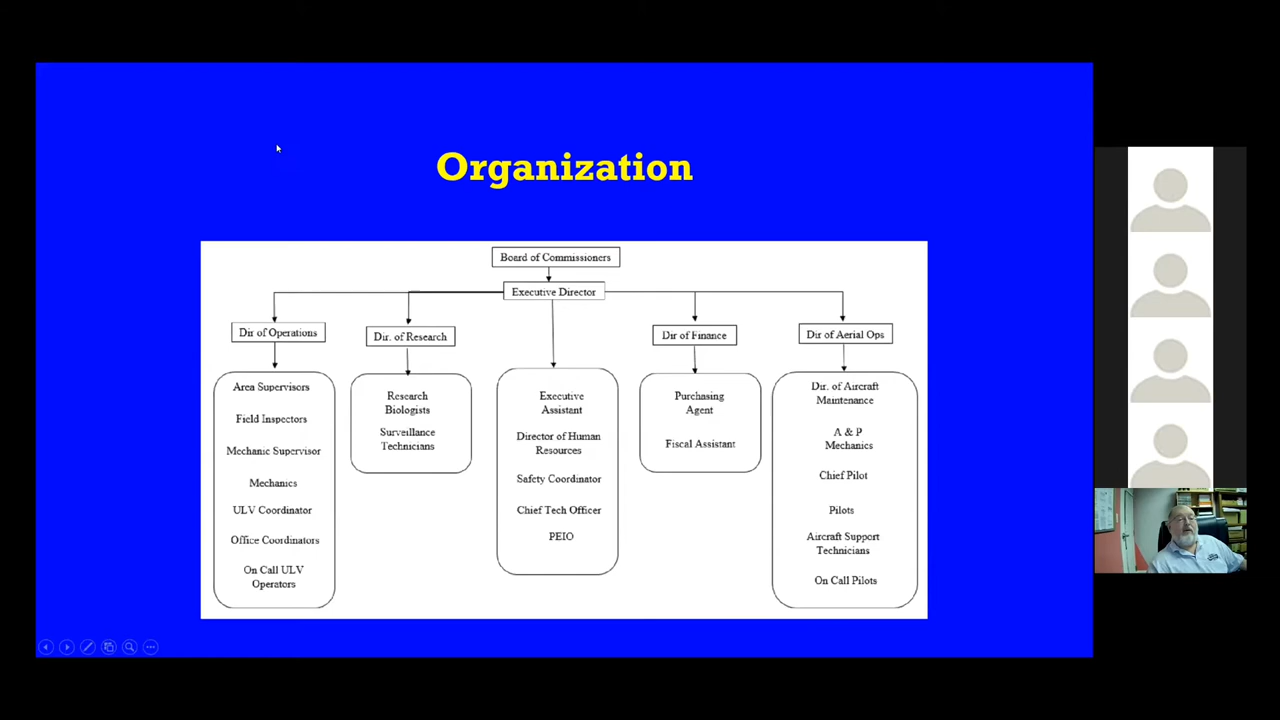 Organization
Board of Commissioners
Executive Director
Dir of Operations
Dir. of Research
Dir of Finance
Dir of Aerial Ops
Area Supervisors
Field Inspectors
Mechanic Supervisor
Mechanics
ULV Coordinator
Office Coordinators
On Call ULV
Operators
Research
Biologists
Surveillance
Technicians
Executive
Assistant
Director of Human
Resources
Safety Coordinator
Chief Tech Officer
PEIO
Purchasing
Agent
Fiscal Assistant
Dir. of Aircraft
Maintenance
A & P
Mechanics
Chief Pilot
Pilots
Aircraft Support
Technicians
On Call Pilots